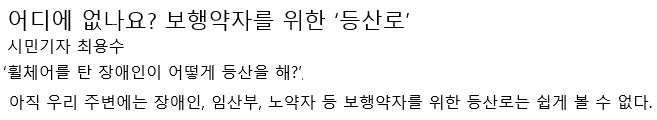 어디에 없나요? 보행약자를 위한 ‘등산로’
시민기자 최용수
‘휠체어를 탄 장애인이 어떻게 등산을 해?’,
아직 우리 주변에는 장애인, 임산부, 노약자 등 보행약자를 위한 등산로는 쉽게 볼 수 없다.